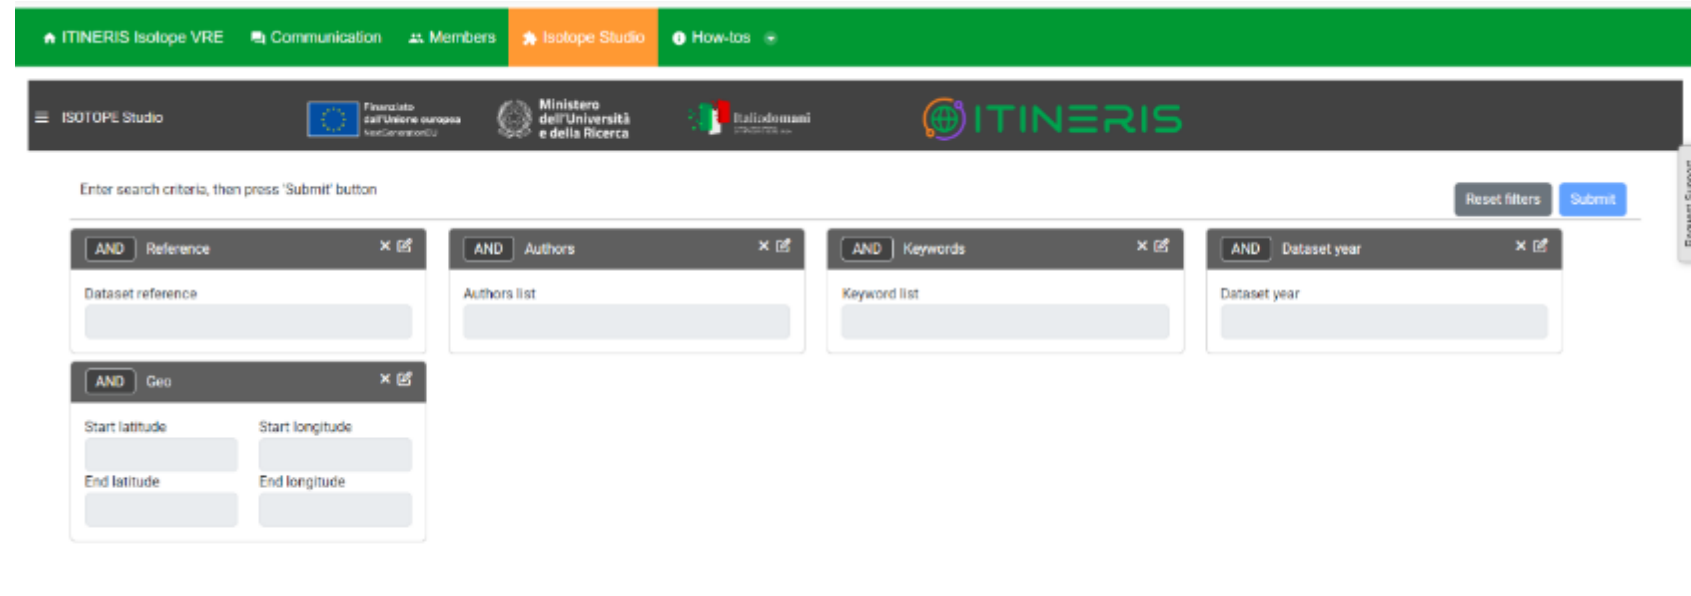 ITINERIS Isotope VRE Communication Members Isotope Studio How-tos
ISOTOPE Studio
Finanziato
dall'Unione europea
NextGenerationEU
Ministero
dell'Università
e della Ricerca
Italiadomani
ITINERIS
Request Support
Enter search criteria, then press 'Submit' button
Reset filters Submit
AND Reference
Dataset reference
AND Authors
Authors list
AND Keywords
Keyword list
AND Dataset year
Dataset year
AND Geo
Start latitude Start longitude
End latitude End longitude